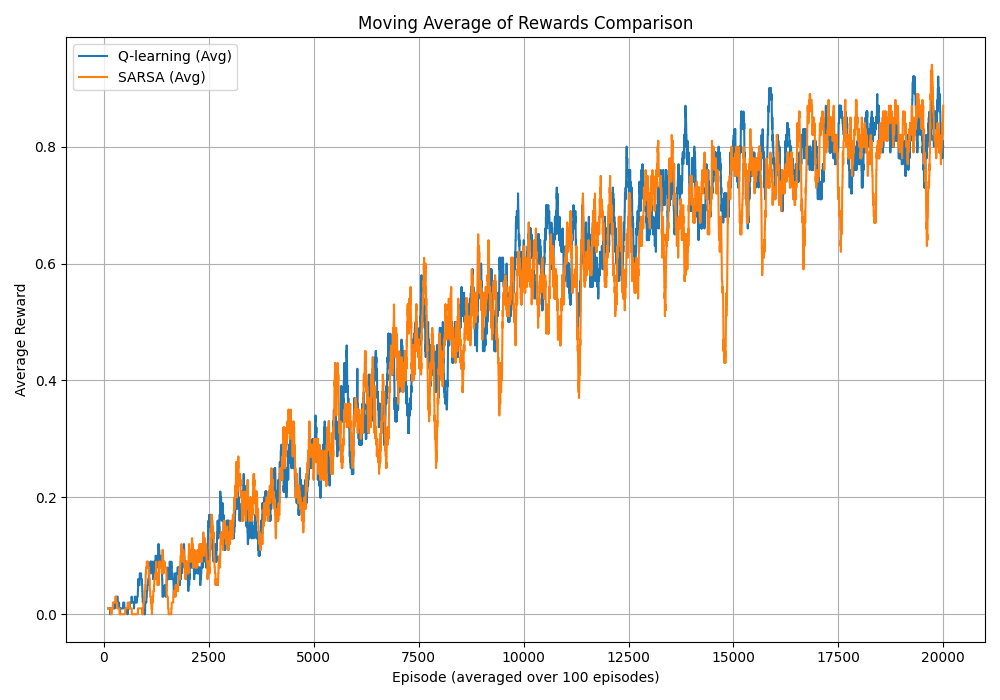 Moving Average of Rewards Comparison
Q-learning (Avg)
SARSA (Avg)
Average Reward
0.8
0.6
0.4
0.2
0.0
0 2500 5000 7500 10000 12500 15000 17500 20000
Episode (averaged over 100 episodes)